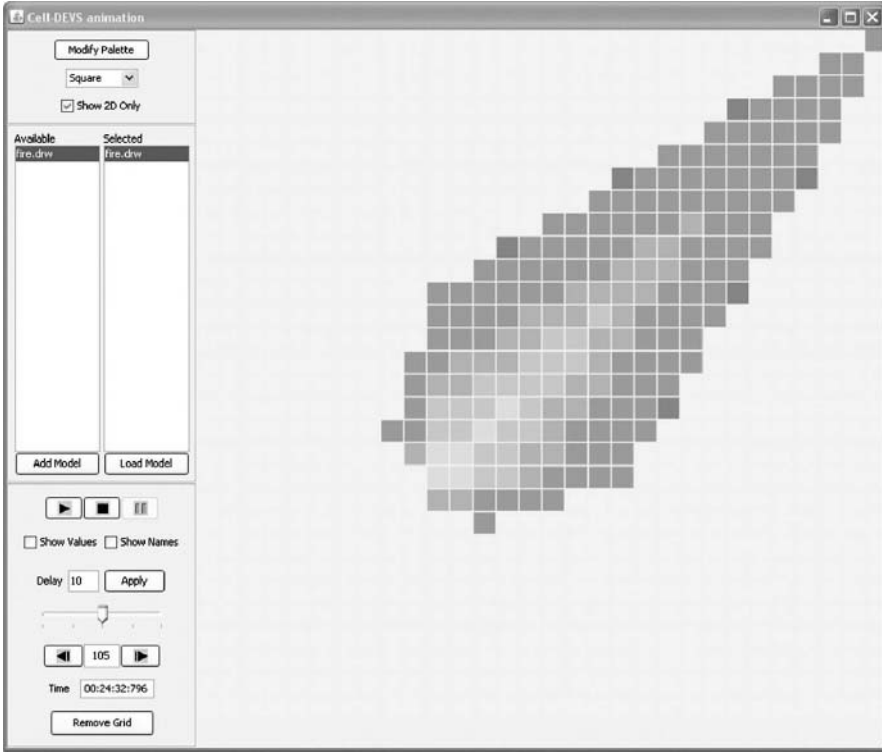 Cell-DEVS animation
Modify Palette
Square
Show 2D Only
Available Selected
fire.drw fire.drw
Add Model Load Model
Show Values Show Names
Delay 10 Apply
105
Time 00:24:32:796
Remove Grid